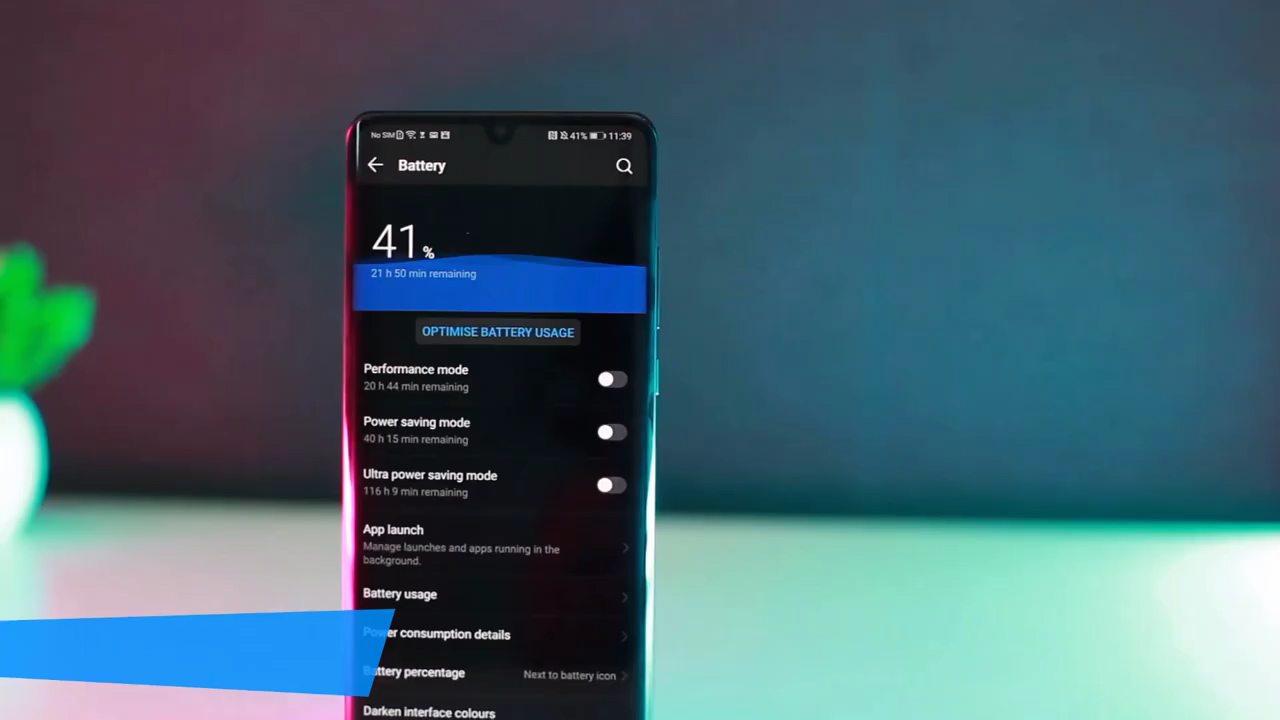 No SIM 41% 11:39
Battery
41%
21 h 50 min remaining
OPTIMISE BATTERY USAGE
Performance mode
20 h 44 min remaining
Power saving mode
40 h 15 min remaining
Ultra power saving mode
116 h 9 min remaining
App launch
Manage launches and apps running in the
background.
Battery usage
Power consumption details
Battery percentage Next to battery icon
Darken interface colours